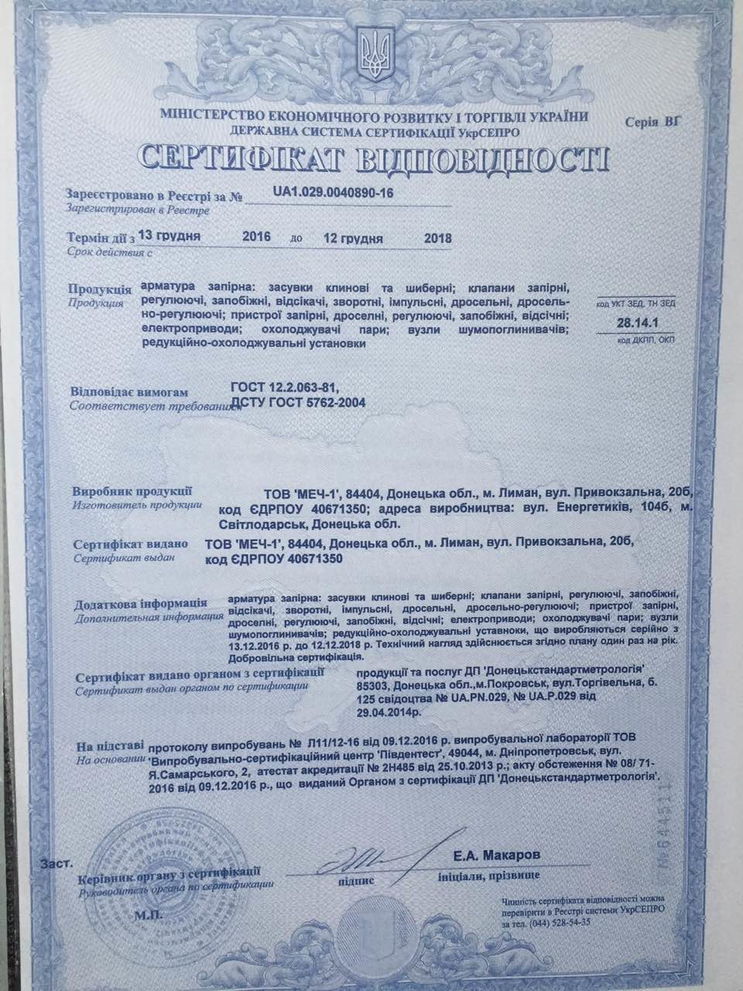 МІНІСТЕРСТВО ЕКОНОМІЧНОГО РОЗВИТКУ І ТОРГІВЛІ УКРАЇНИ
ДЕРЖАВНА СИСТЕМА СЕРТИФІКАЦІЇ УкрСЕПРО
Серія ВГ
СЕРТИФІКАТ ВІДПОВІДНОСТІ
Зареєстровано в Реєстрі за № UA1.029.0040890-16
Зарегистрирован в Реестре
Термін дії з 13 грудня 2016 до 12 грудня 2018
Срок действия с
Продукція арматура запірна: засувки клинові та шиберні; клапани запірні,
Продукция регулюючі, запобіжні, відсікачі, зворотні, імпульсні, дросельні, дросель-
но-регулюючі; пристрої запірні, дроселні, регулюючі, запобіжні, відсічні;
електроприводи; охолоджувачі пари; вузли шумопоглиначів;
редукційно-охолоджувальні установки
код УКТ ЗЕД, ТН ЗЕД
28.14.1
код ДКПП, ОКП
Відповідає вимогам ГОСТ 12.2.063-81,
Соответствует требованиям ДСТУ ГОСТ 5762-2004
Виробник продукції ТОВ 'МЕЧ-1', 84404, Донецька обл., м. Лиман, вул. Привокзальна, 20б,
Изготовитель продукции код ЄДРПОУ 40671350; адреса виробництва: вул. Енергетиків, 104б, м.
Світлодарськ, Донецька обл.
Сертифікат видано ТОВ 'МЕЧ-1', 84404, Донецька обл., м. Лиман, вул. Привокзальна, 20б,
Сертификат выдан код ЄДРПОУ 40671350
Додаткова інформація арматура запірна: засувки клинові та шиберні; клапани запірні, регулюючі, запобіжні,
Дополнительная информация відсікачі, зворотні, імпульсні, дросельні, дросельно-регулюючі; пристрої запірні,
дроселні, регулюючі, запобіжні, відсічні; електроприводи; охолоджувачі пари; вузли
шумопоглиначів; редукційно-охолоджувальні уставноки, що виробляються серійно з
13.12.2016 р. до 12.12.2018 р. Технічний нагляд здійснюється згідно плану один раз на рік.
Добровільна сертифікація.
Сертифікат видано органом з сертифікації продукції та послуг ДП 'Донецькстандартметрологія'
Сертификат выдан органом по сертификации 85303, Донецька обл.,м.Покровськ, вул.Торгівельна, б.
125 свідоцтва № UA.PN.029, № UA.P.029 від
29.04.2014р.
На підставі протоколу випробувань № Л11/12-16 від 09.12.2016 р. випробувальної лабораторії ТОВ
На основании 'Випробувально-сертифікаційний центр 'Південтест', 49044, м. Дніпропетровськ, вул.
Я.Самарського, 2, атестат акредитації № 2Н485 від 25.10.2013 р.; акту обстеження № 08/ 71-
2016 від 09.12.2016 р., що виданий Органом з сертифікації ДП 'Донецькстандартметрологія'.
№644511
Заст.
Керівник органу з сертифікації
Руководитель органа по сертификации
Е.А. Макаров
підпис
ініціали, прізвище
М.П.
Чинність сертифіката відповідності можна
перевірити в Реєстрі системи УкрСЕПРО
за тел. (044) 528-54-35